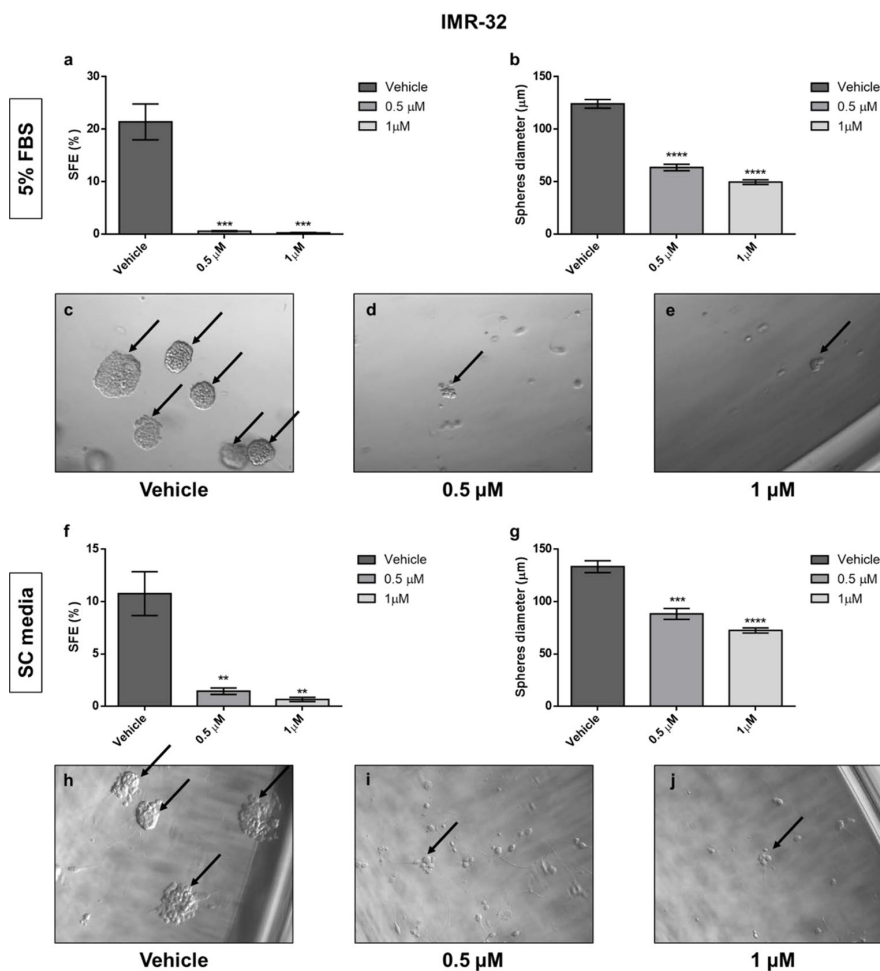 IMR-32
5% FBS
a
SFE (%)
30
20
10
0
*** ***
Vehicle
0.5 µM
1µM
Vehicle
0.5 µM
1µM
b
Spheres diameter (µm)
150
100
50
0
**** ****
Vehicle
0.5 µM
1µM
Vehicle
0.5 µM
1µM
c
d
e
Vehicle
0.5 µM
1 µM
SC media
f
SFE (%)
15
10
5
0
** **
Vehicle
0.5 µM
1µM
Vehicle
0.5 µM
1µM
g
Spheres diameter (µm)
150
100
50
0
*** ****
Vehicle
0.5 µM
1µM
Vehicle
0.5 µM
1µM
h
i
j
Vehicle
0.5 µM
1 µM